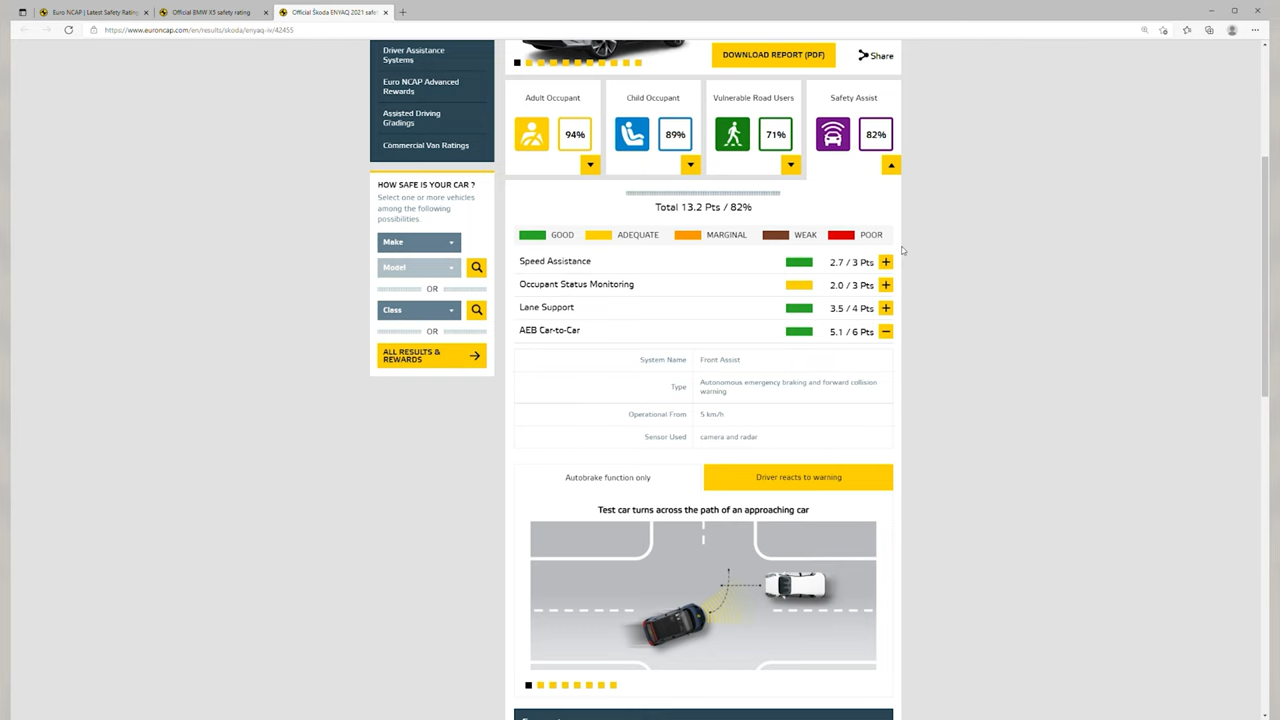 Euro NCAP | Latest Safety Rating
Official BMW X5 safety rating
Official Škoda ENYAQ 2021 safe
https://www.euroncap.com/en/results/skoda/enyaq-iv/42455
Driver Assistance
Systems
Euro NCAP Advanced
Rewards
Assisted Driving
Gradings
Commercial Van Ratings
HOW SAFE IS YOUR CAR ?
Select one or more vehicles
among the following
possibilities.
Make
Model
OR
Class
OR
ALL RESULTS &
REWARDS
DOWNLOAD REPORT (PDF)
Share
Adult Occupant
94%
Child Occupant
89%
Vulnerable Road Users
71%
Safety Assist
82%
Total 13.2 Pts / 82%
GOOD ADEQUATE MARGINAL WEAK POOR
Speed Assistance 2.7 / 3 Pts
Occupant Status Monitoring 2.0 / 3 Pts
Lane Support 3.5 / 4 Pts
AEB Car-to-Car 5.1 / 6 Pts
System Name Front Assist
Type Autonomous emergency braking and forward collision
warning
Operational From 5 km/h
Sensor Used camera and radar
Autobrake function only
Driver reacts to warning
Test car turns across the path of an approaching car